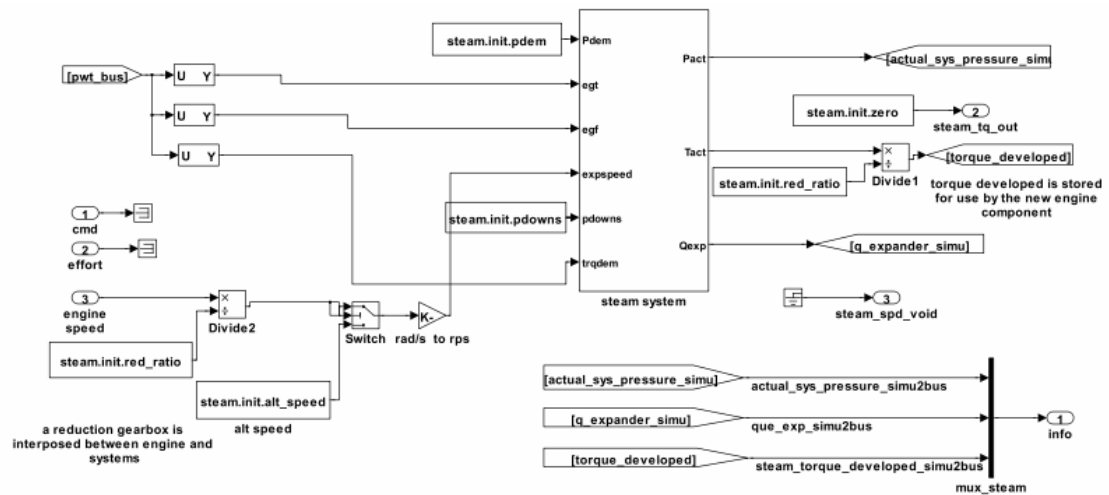 steam.init.pdem
Pdem
Pact
[actual_sys_pressure_simu
[pwt_bus]
U Y
egt
steam.init.zero
2
steam_tq_out
U Y
egf
Tact
×
÷
[torque_developed]
U Y
expspeed
steam.init.red_ratio
Divide1
torque developed is stored
for use by the new engine
component
steam.init.pdowns
pdowns
1
cmd
2
effort
Qexp
[q_expander_simu]
trqdem
3
engine
speed
×
÷
Divide2
steam system
3
steam_spd_void
Switch
K-
rad/s to rps
steam.init.red_ratio
steam.init.alt_speed
alt speed
a reduction gearbox is
interposed between engine and
systems
[actual_sys_pressure_simu]
actual_sys_pressure_simu2bus
[q_expander_simu]
que_exp_simu2bus
1
info
[torque_developed]
steam_torque_developed_simu2bus
mux_steam